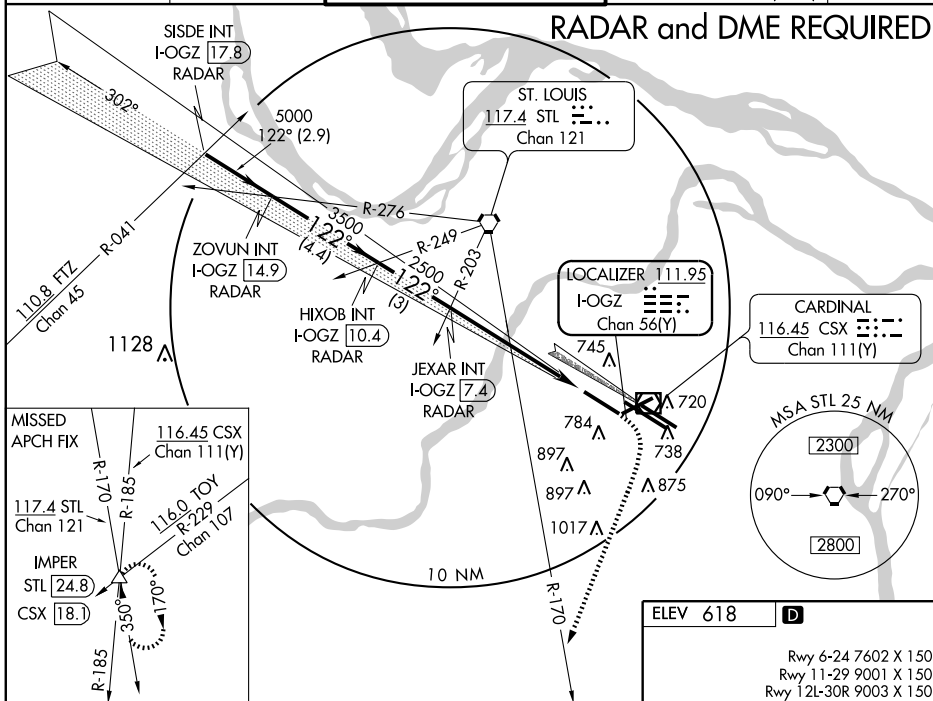 RADAR and DME REQUIRED
SISDE INT
I-OGZ 17.8
RADAR
302°
5000
122° (2.9)
ST. LOUIS
117.4 STL
Chan 121
R-041
110.8 FTZ
Chan 45
R-276
3500
122°
(4.4)
R-249
2500
122°
(3)
R-203
ZOVUN INT
I-OGZ 14.9
RADAR
HIXOB INT
I-OGZ 10.4
RADAR
JEXAR INT
I-OGZ 7.4
RADAR
LOCALIZER 111.95
I-OGZ
Chan 56(Y)
CARDINAL
116.45 CSX
Chan 111(Y)
1128
745
720
784
738
897
897
875
1017
10 NM
R-170
MSA STL 25 NM
2300
090°
270°
2800
MISSED
APCH FIX
116.45 CSX
Chan 111(Y)
R-170
R-185
117.4 STL
Chan 121
116.0 TOY
R-229
Chan 107
IMPER
STL 24.8
CSX 18.1
350°
170°
R-185
ELEV 618
D
Rwy 6-24 7602 X 150
Rwy 11-29 9001 X 150
Rwy 12L-30R 9003 X 150